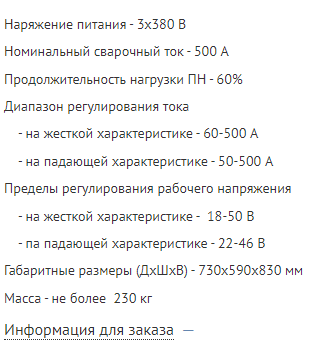 Наряжение питания - 3х380 В
Номинальный сварочный ток - 500 А
Продолжительность нагрузки ПН - 60%
Диапазон регулирования тока
- на жесткой характеристике - 60-500 А
- на падающей характеристике - 50-500 А
Пределы регулирования рабочего напряжения
- на жесткой характеристике - 18-50 В
- па падающей характеристике - 22-46 В
Габаритные размеры (ДхШхВ) - 730х590х830 мм
Масса - не более 230 кг
Информация для заказа —